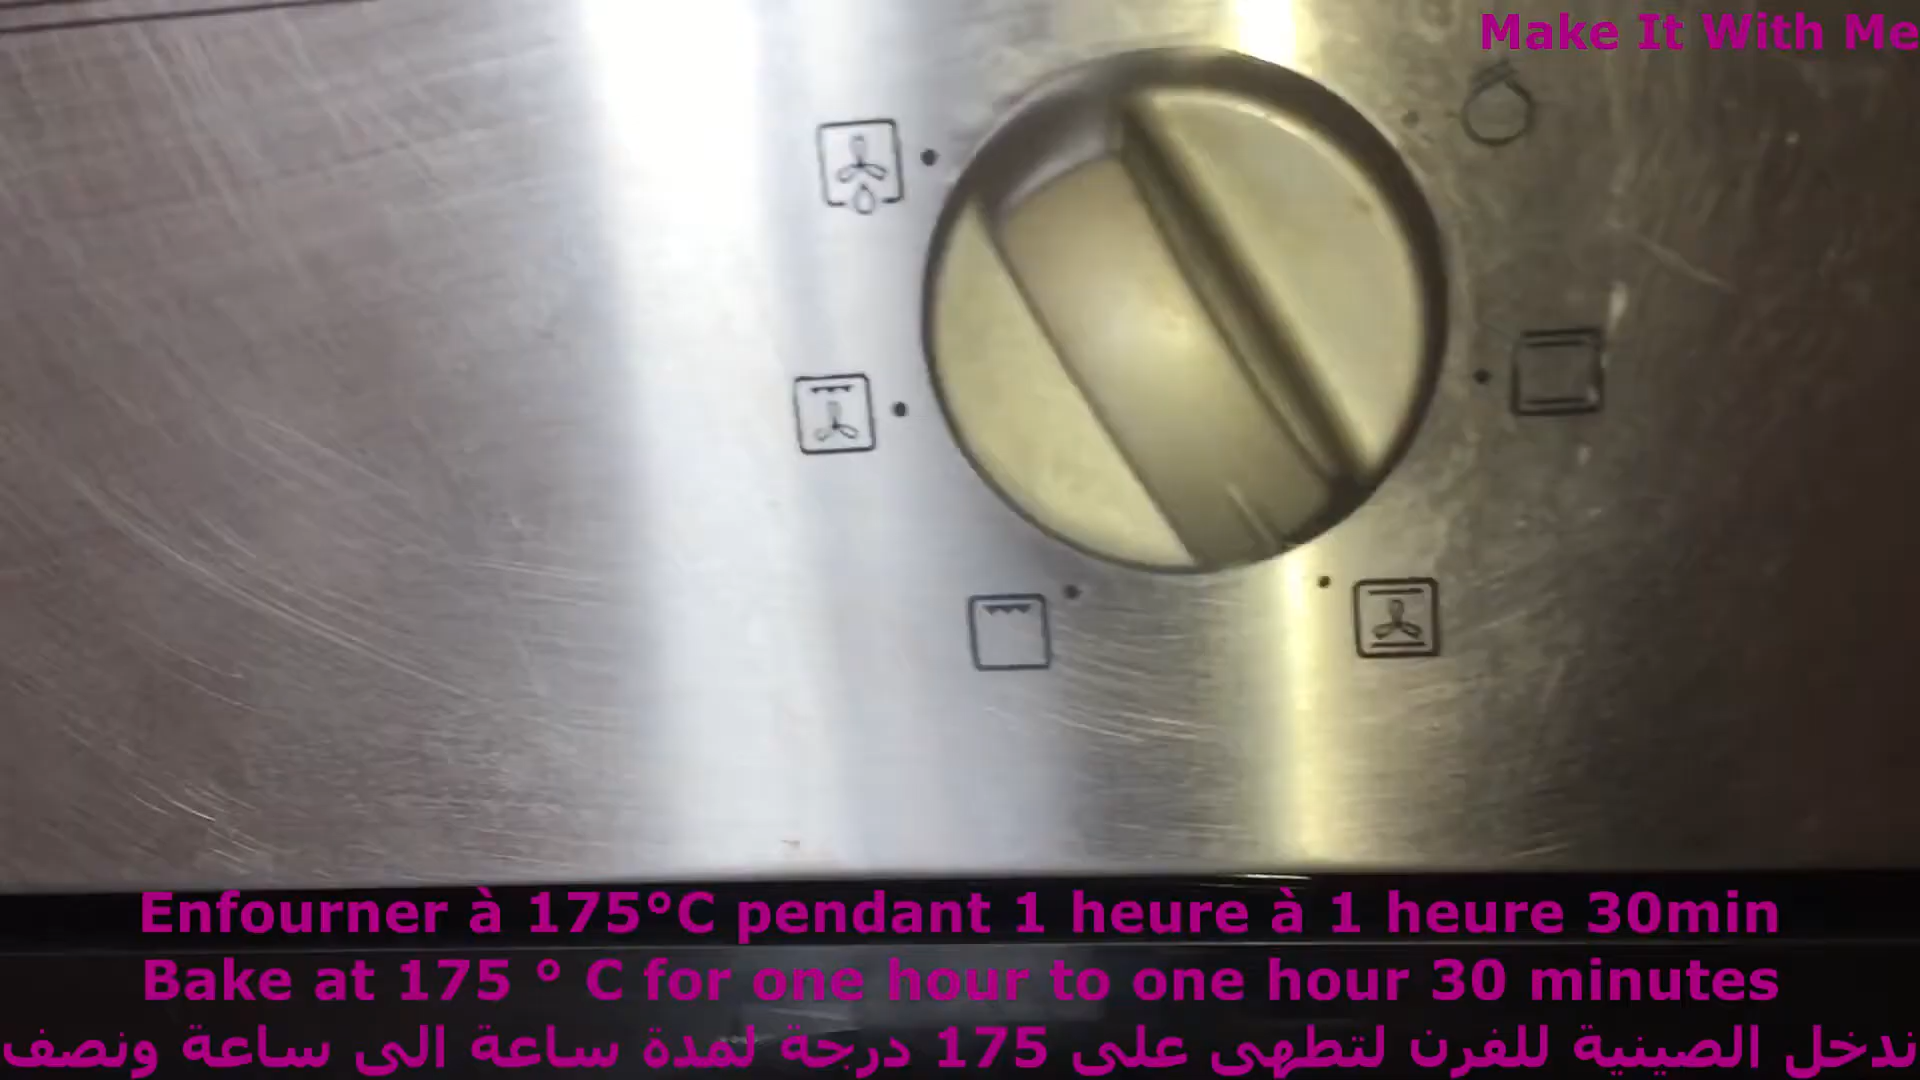 Make It With Me
Enfourner à 175°C pendant 1 heure à 1 heure 30min
Bake at 175 ° C for one hour to one hour 30 minutes
ندخل الصينية للفرن لتطهى على 175 درجة لمدة ساعة الى ساعة ونصف